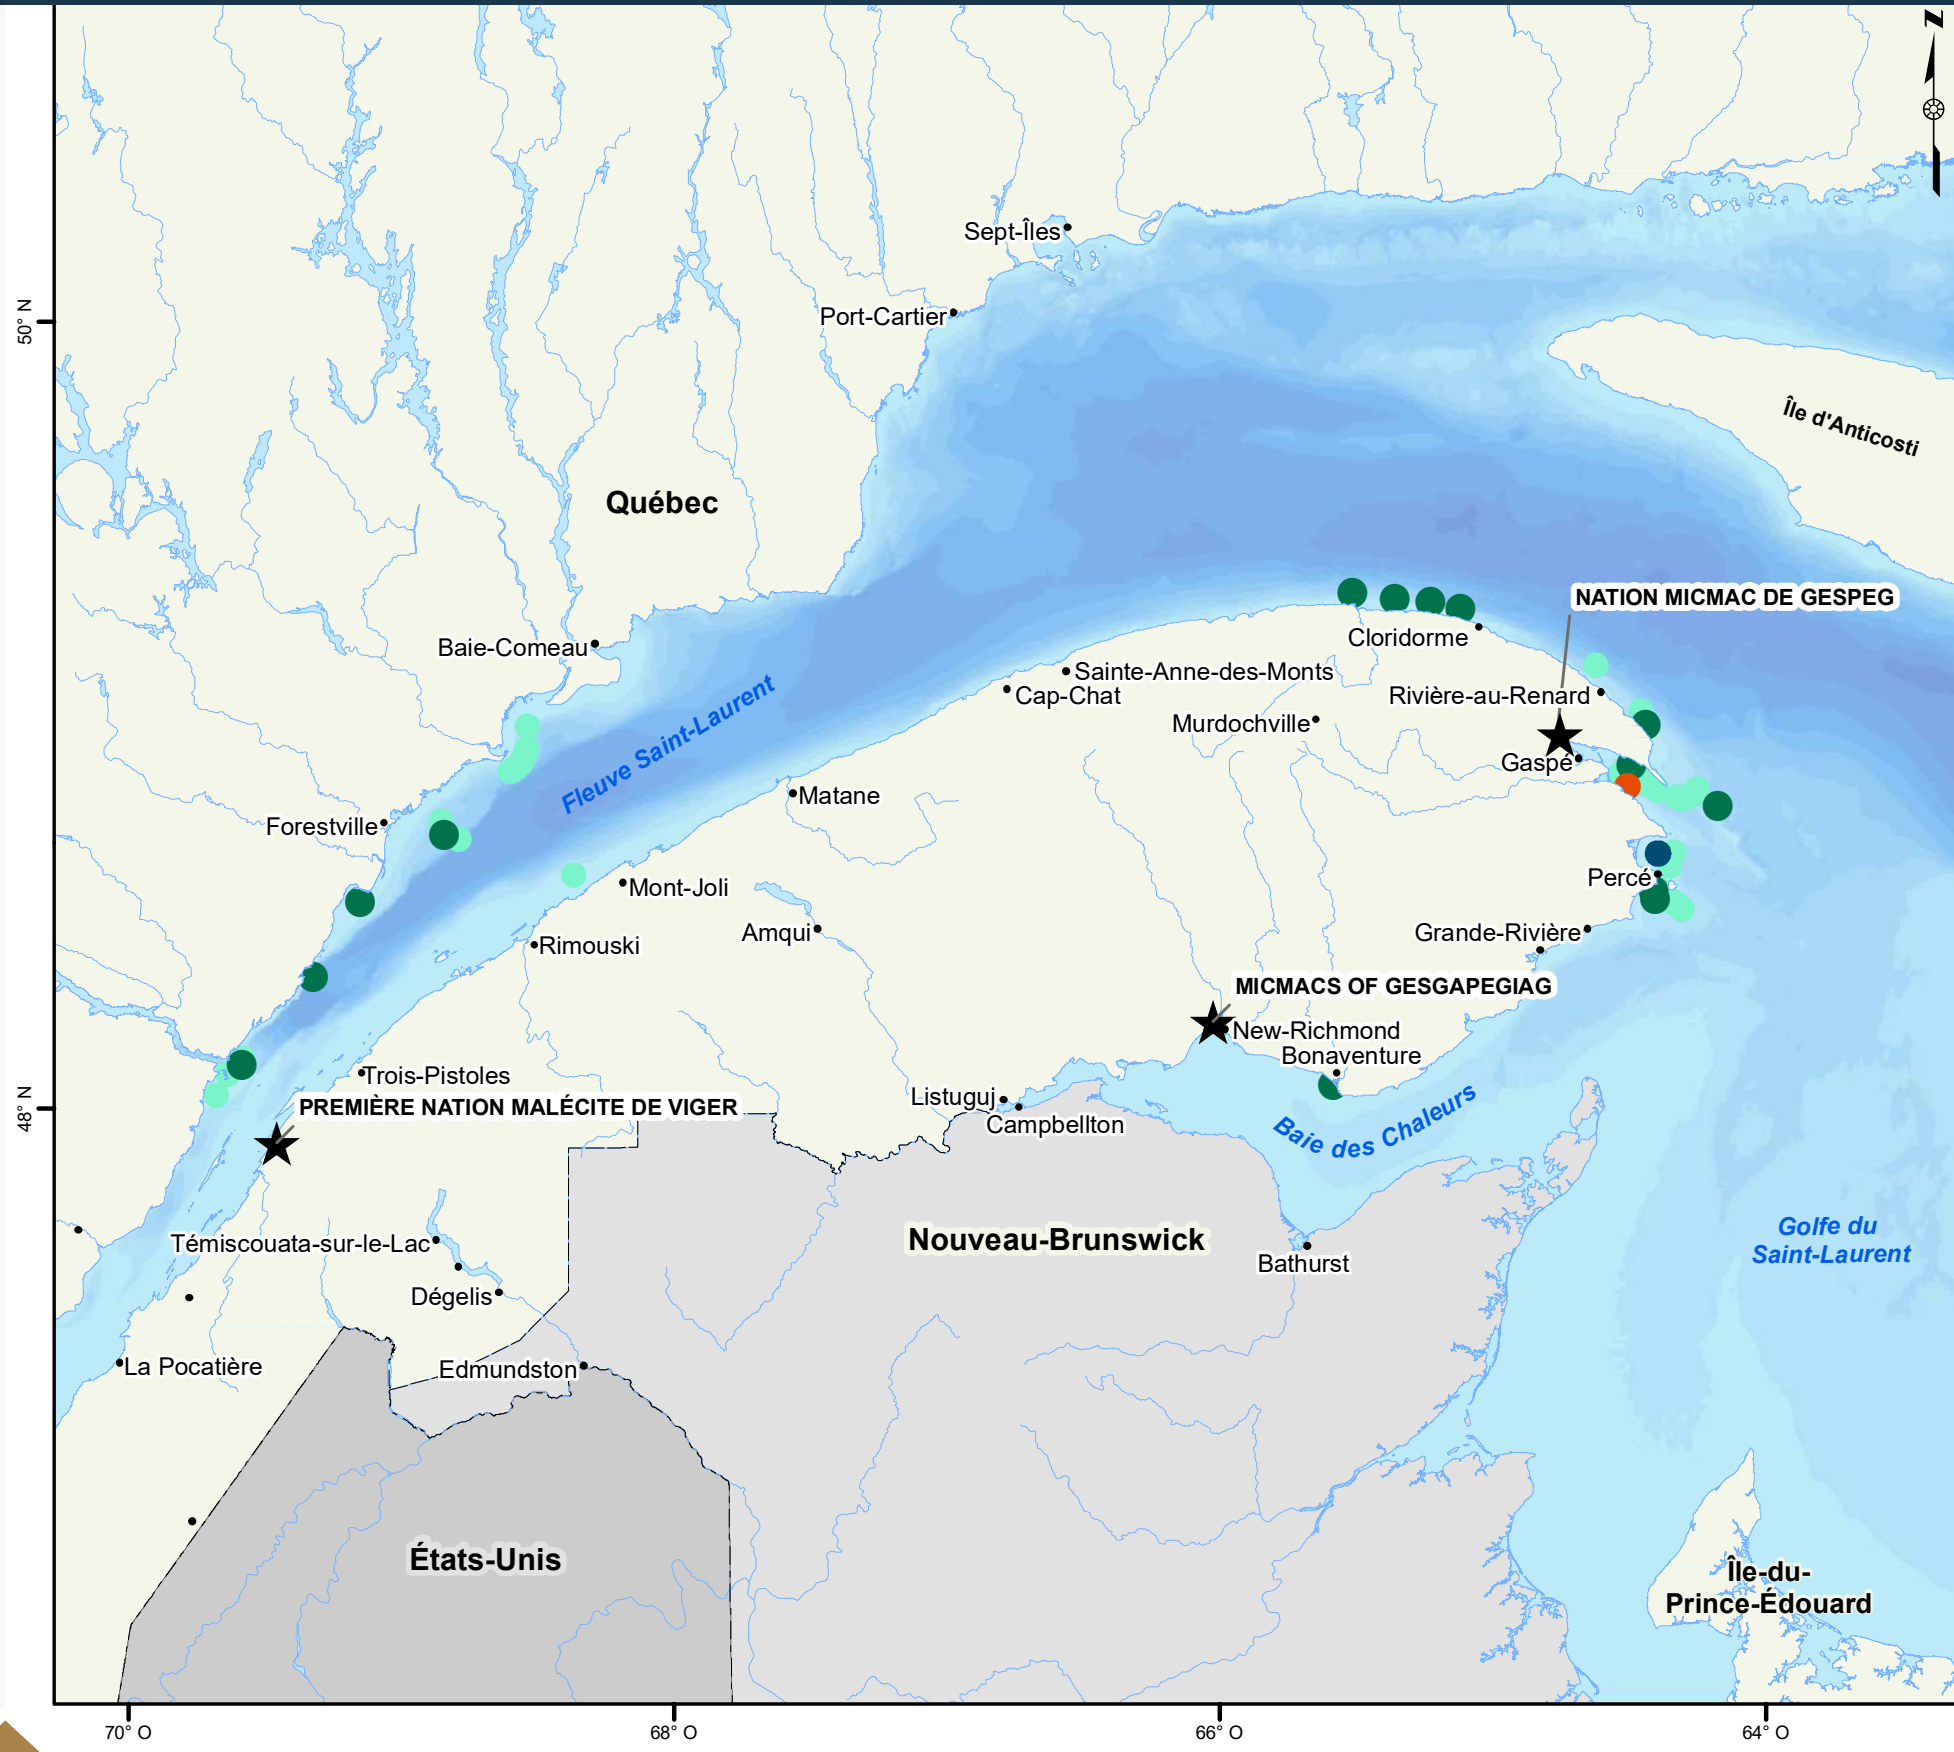 z
Sept-Îles
50° N
Port-Cartier
Île d'Anticosti
Québec
NATION MICMAC DE GESPEG
Cloridorme
Baie-Comeau
Sainte-Anne-des-Monts
Cap-Chat
Rivière-au-Renard
Murdochville
Fleuve Saint-Laurent
Gaspé
Matane
Forestville
Percé
Mont-Joli
Amqui
Grande-Rivière
Rimouski
MICMACS OF GESGAPEGIAG
New-Richmond
Bonaventure
Trois-Pistoles
Listuguj
48° N
PREMIÈRE NATION MALÉCITE DE VIGER
Campbellton
Baie des Chaleurs
Témiscouata-sur-le-Lac
Nouveau-Brunswick
Golfe du
Saint-Laurent
Bathurst
Dégelis
La Pocatière
Edmundston
États-Unis
Île-du-
Prince-Édouard
70° O
68° O
66° O
64° O